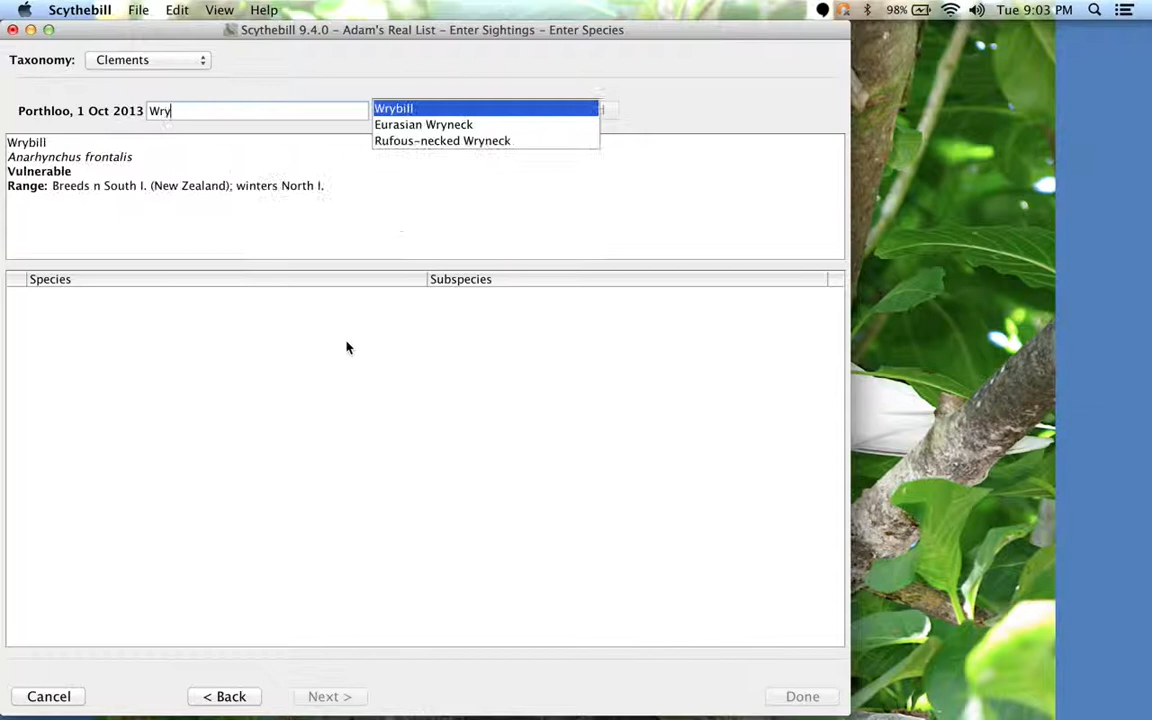 Scythebill File Edit View Help 98% Tue 9:03 PM
Scythebill 9.4.0 – Adam's Real List – Enter Sightings – Enter Species
Taxonomy: Clements
Porthloo, 1 Oct 2013 Wry
Wrybill
Eurasian Wryneck
Rufous-necked Wryneck
Wrybill
Anarhynchus frontalis
Vulnerable
Range: Breeds n South I. (New Zealand); winters North I.
Species Subspecies
Cancel < Back Next > Done